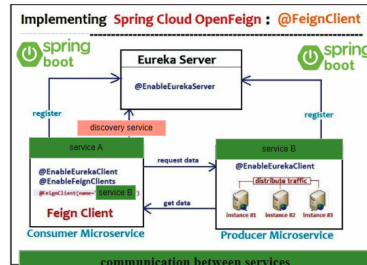 Implementing Spring Cloud OpenFeign : @FeignClient
spring
boot
Eureka Server
@EnableEurekaServer
spring
boot
register
discovery service
register
service A
@EnableEurekaClient
@EnableFeignClients
@FeignClient(name="service B")
Feign Client
Consumer Microservice
request data
get data
service B
@EnableEurekaClient
distribute traffic
instance #1
instance #2
instance #3
Producer Microservice
communication between services